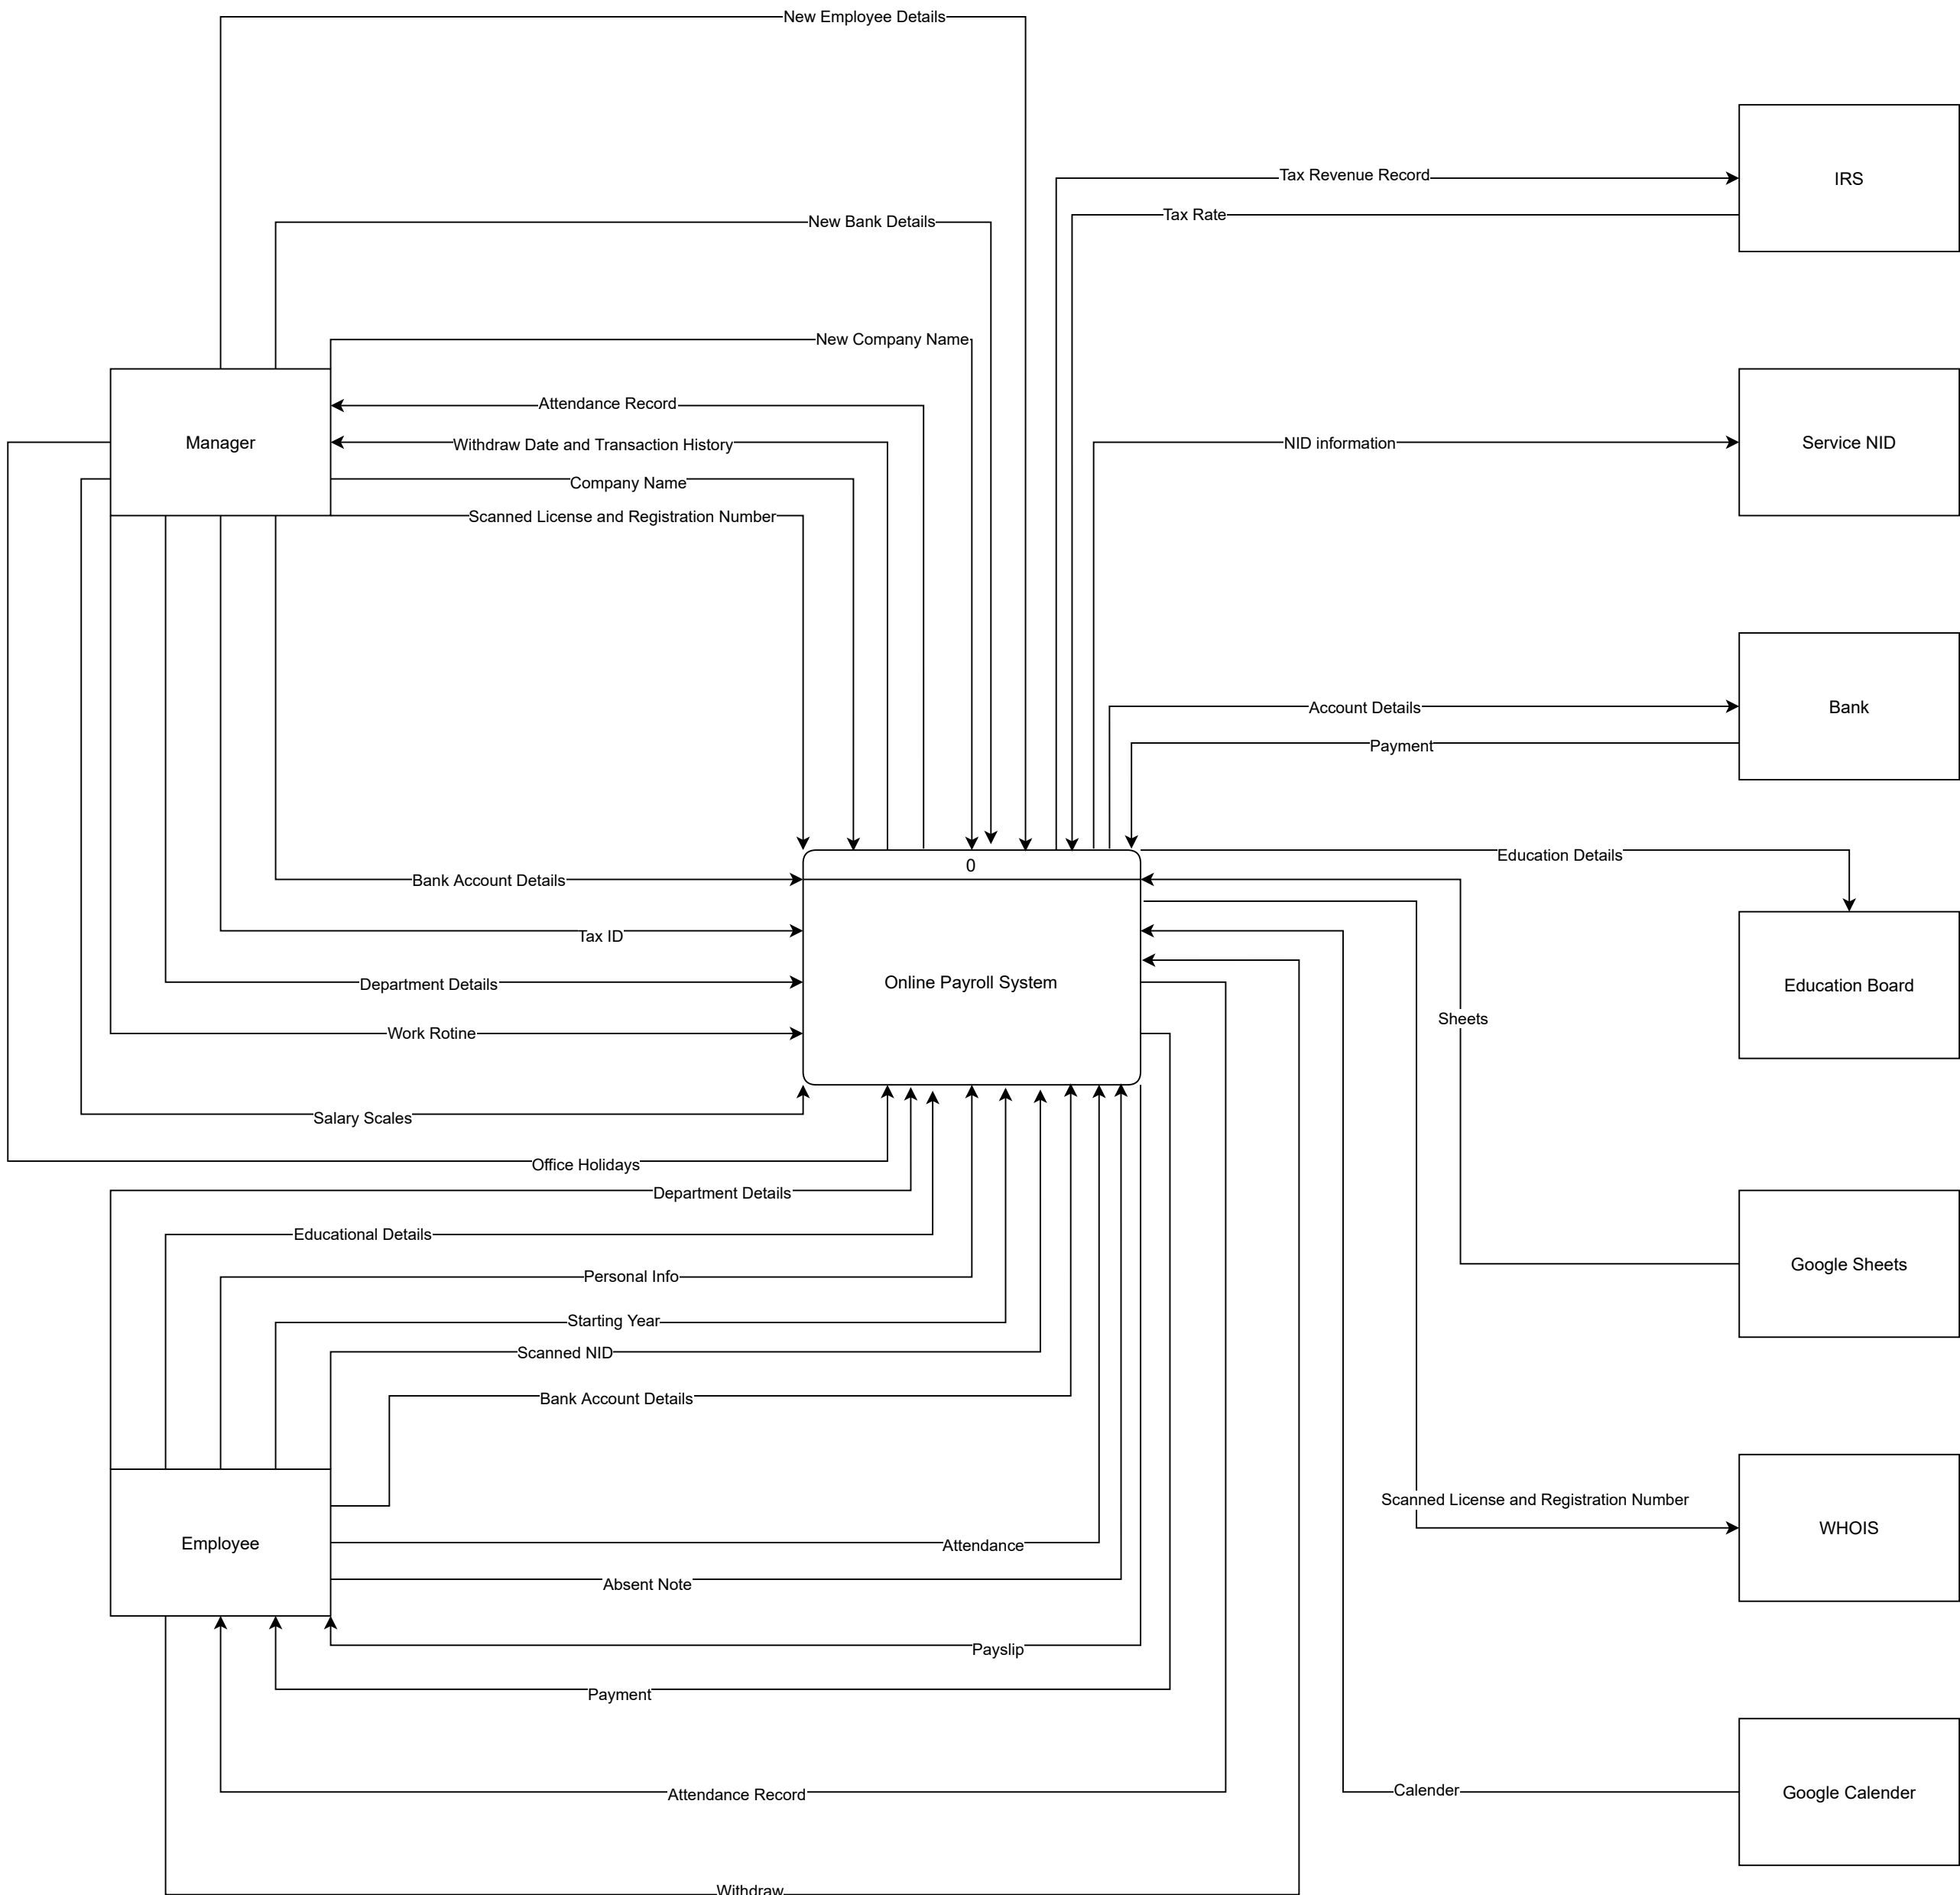 New Employee Details
Tax Revenue Record
IRS
Tax Rate
New Bank Details
New Company Name
Attendance Record
Manager
Withdraw Date and Transaction History
NID information
Service NID
Company Name
Scanned License and Registration Number
Account Details
Bank
Payment
Education Details
0
Bank Account Details
Tax ID
Online Payroll System
Department Details
Education Board
Sheets
Work Rotine
Salary Scales
Office Holidays
Department Details
Educational Details
Google Sheets
Personal Info
Starting Year
Scanned NID
Bank Account Details
Scanned License and Registration Number
WHOIS
Employee
Attendance
Absent Note
Payslip
Payment
Calender
Google Calender
Attendance Record
Withdraw